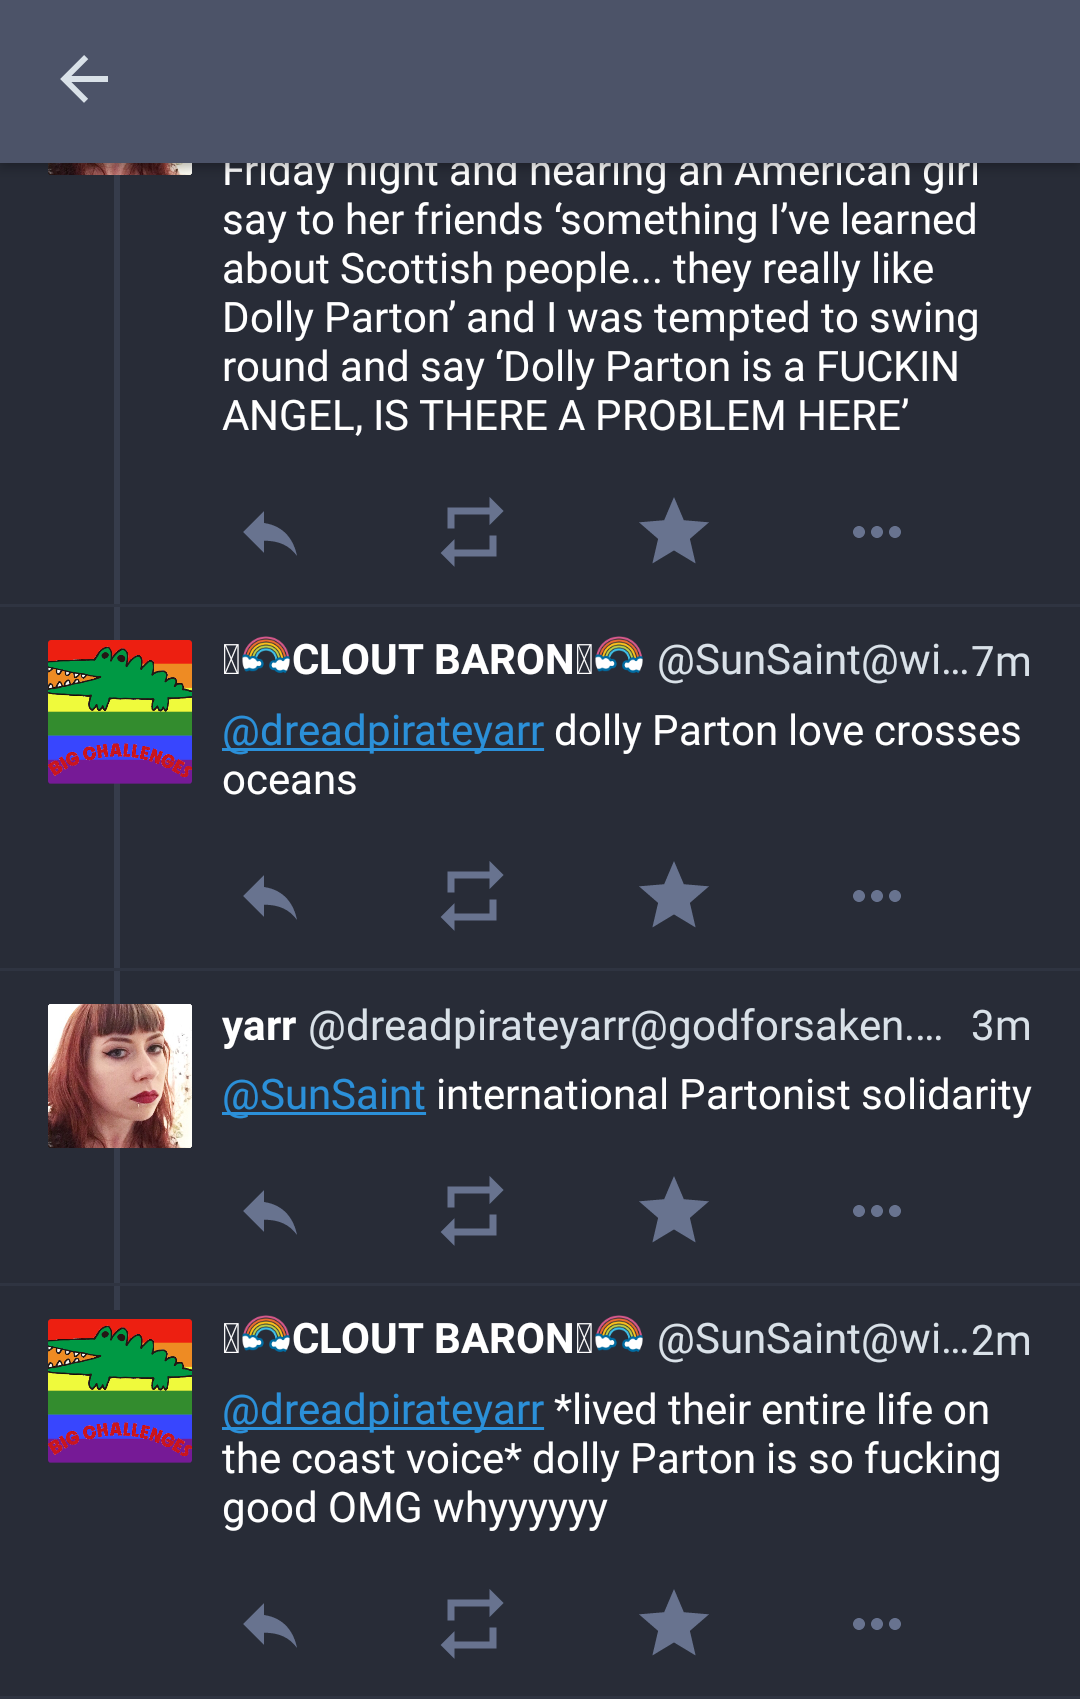 Friday night and hearing an American girl
say to her friends ‘something I’ve learned
about Scottish people... they really like
Dolly Parton’ and I was tempted to swing
round and say ‘Dolly Parton is a FUCKIN
ANGEL, IS THERE A PROBLEM HERE’
🌈CLOUT BARON🌈 @SunSaint@wi...7m
@dreadpirateyarr dolly Parton love crosses
oceans
BIG CHALLENGES
yarr @dreadpirateyarr@godforsaken.... 3m
@SunSaint international Partonist solidarity
🌈CLOUT BARON🌈 @SunSaint@wi...2m
@dreadpirateyarr *lived their entire life on
the coast voice* dolly Parton is so fucking
good OMG whyyyyyy
BIG CHALLENGES